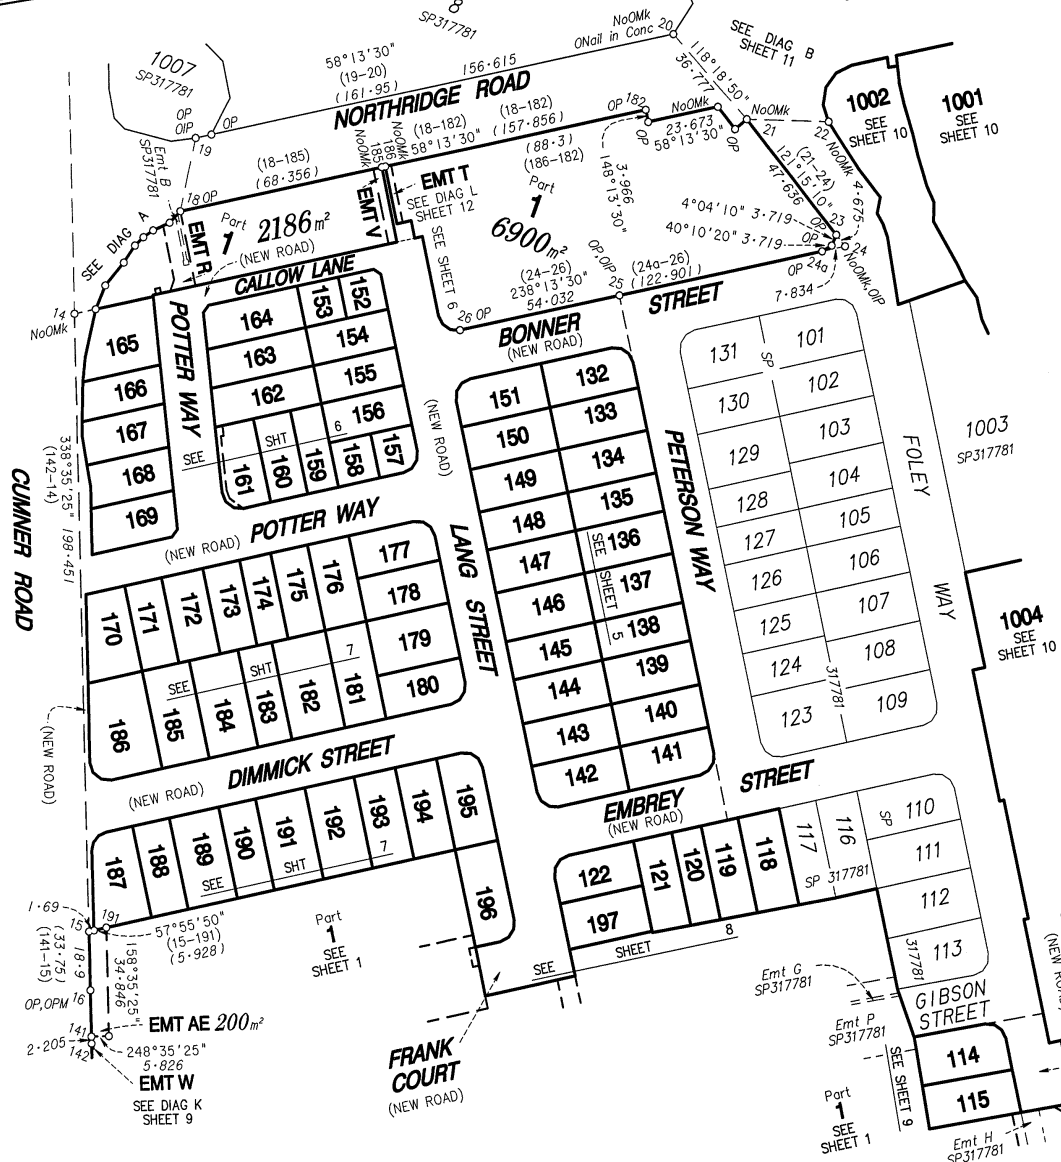 8
SP317781
1007
SP317781
58°13'30"
(19-20)
(161·95)
156·615
NoOMk
ONail in Conc
20
SEE DIAG B
SHEET 11
118°18'50"
36·777
NORTHRIDGE ROAD
OP
OIP
OP
19
(18-182)
58°13'30"
(157·856)
(88·3)
(186-182)
OP 182
NoOMk
23·673
58°13'30"
OP
NoOMk
21
22
1002
SEE
SHEET 10
1001
SEE
SHEET 10
Emt B
SP317781
(18-185)
(68·356)
NoOMk
185
186
NoOMk
EMT T
SEE DIAG L
SHEET 12
3·966
148°13'30"
(21-24)
121°15'10"
47·636
NoOMk 4·675
18 OP
SEE DIAG A
EMT R
Part
1
2186m²
(NEW ROAD)
EMT V
Part
1
6900m²
4°04'10" 3·719
40°10'20" 3·719
23
OP
OP
24
NoOMk,OIP
OP 24a
7·834
SEE SHEET 6
(24-26)
238°13'30"
54·032
OP,OIP
25
(24a-26)
(122·901)
CALLOW LANE
14
NoOMk
26 OP
BONNER
STREET
(NEW ROAD)
POTTER WAY
165
166
167
168
169
164
153
152
163
154
162
155
156
SEE
SHT
6
161
160
159
158
157
(NEW ROAD)
151
132
150
133
149
134
148
135
147
136
146
137
145
138
144
139
143
140
142
141
SEE
SHEET
5
PETERSON WAY
131
SP
101
130
102
129
103
128
104
127
105
126
106
125
107
124
108
123
109
317781
FOLEY
WAY
1003
SP317781
1004
SEE
SHEET 10
CUMNER ROAD
338°35'25" 198·451
(142-14)
(NEW ROAD)
POTTER WAY
LANG STREET
170
171
172
173
174
175
176
177
178
179
180
SEE
SHT
7
186
185
184
183
182
181
(NEW ROAD)
(NEW ROAD)
DIMMICK STREET
187
188
189
190
191
192
193
194
195
SEE
SHT
7
196
EMBREY
STREET
(NEW ROAD)
122
197
121
120
119
118
117
116
SP 317781
SEE
SHEET
8
SP
110
111
112
113
317781
1·69
15
191
57°55'50"
(15-191)
(5·928)
18·9
(33·75)
(141-15)
158°35'25"
34·846
OP,OPM 16
141
EMT AE 200m²
2·205
142
248°35'25"
5·826
EMT W
SEE DIAG K
SHEET 9
Part
1
SEE
SHEET 1
FRANK
COURT
(NEW ROAD)
Emt G
SP317781
Emt P
SP317781
GIBSON
STREET
SEE SHEET 9
114
115
Part
1
SEE
SHEET 1
Emt H
SP317781